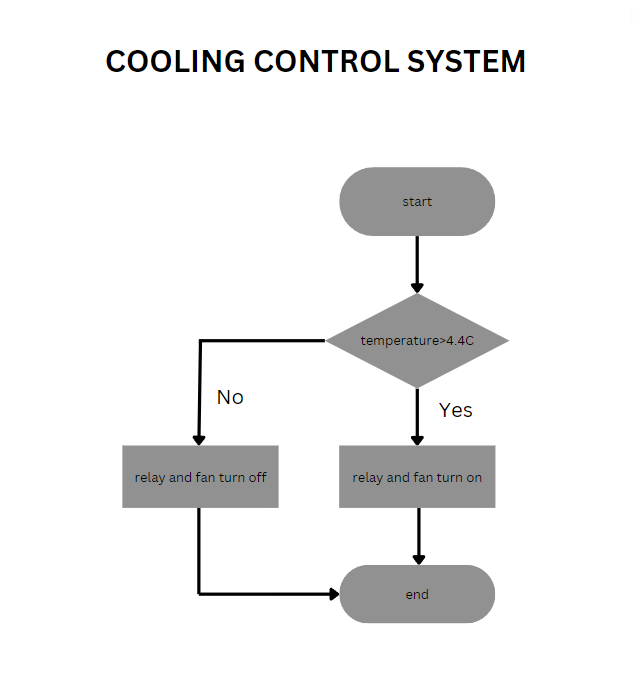 COOLING CONTROL SYSTEM
start
temperature>4.4C
No
Yes
relay and fan turn off
relay and fan turn on
end